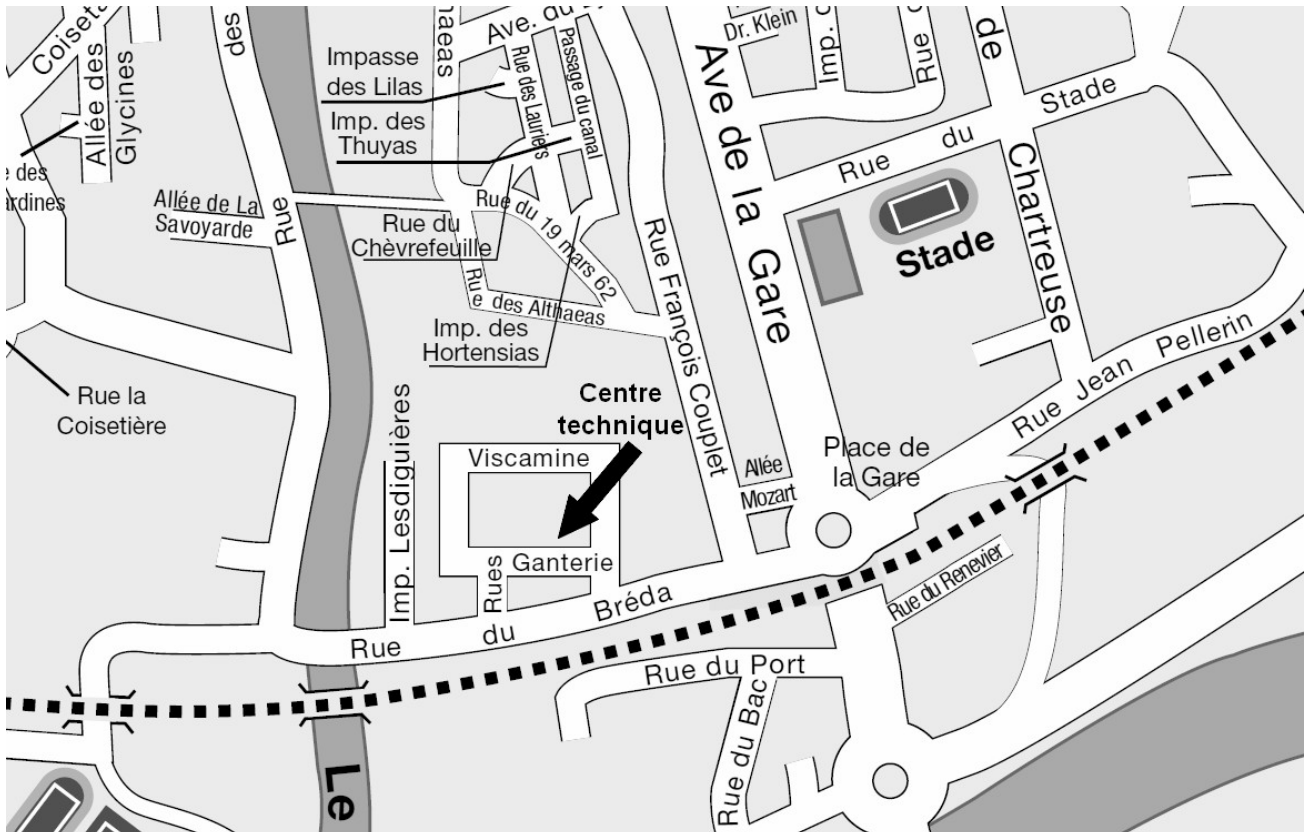 Coiseta
Allée des
Glycines
e des
ardines
des
Rue
haeas
Ave. du
Impasse
des Lilas
Imp. des
Thuyas
Rue des Lauriers
Passage du canal
Allée de La
Savoyarde
Rue du
Chèvrefeuille
Rue du 19 mars 62
Rue des Althaeas
Imp. des
Hortensias
Rue François Couplet
Ave de la Gare
Dr. Klein
Imp.
Rue
de
Chartreuse
Rue du Stade
Stade
Rue Jean Pellerin
Rue la
Coisetière
Centre
technique
Imp. Lesdiguières
Viscamine
Ganterie
Rues
Allée
Mozart
Place de
la Gare
Rue du Bréda
Rue du Renevier
Rue du Port
Rue du Bac
Le